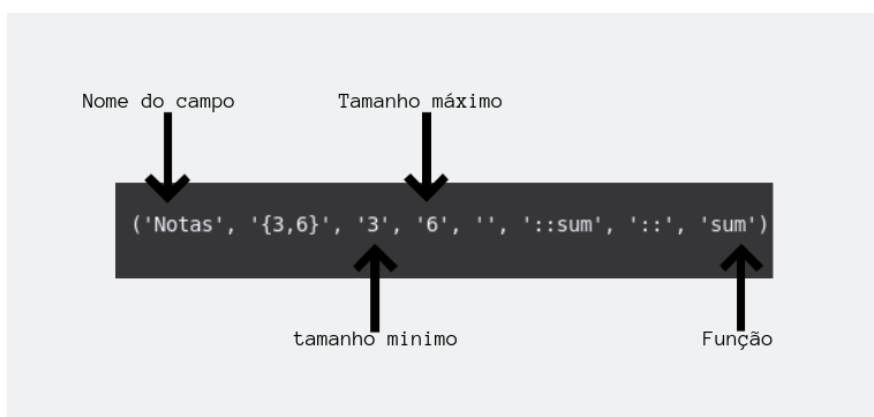 Nome do campo
Tamanho máximo
('Notas', '{3,6}', '3', '6', '', '::sum', '::', 'sum')
tamanho minimo
Função